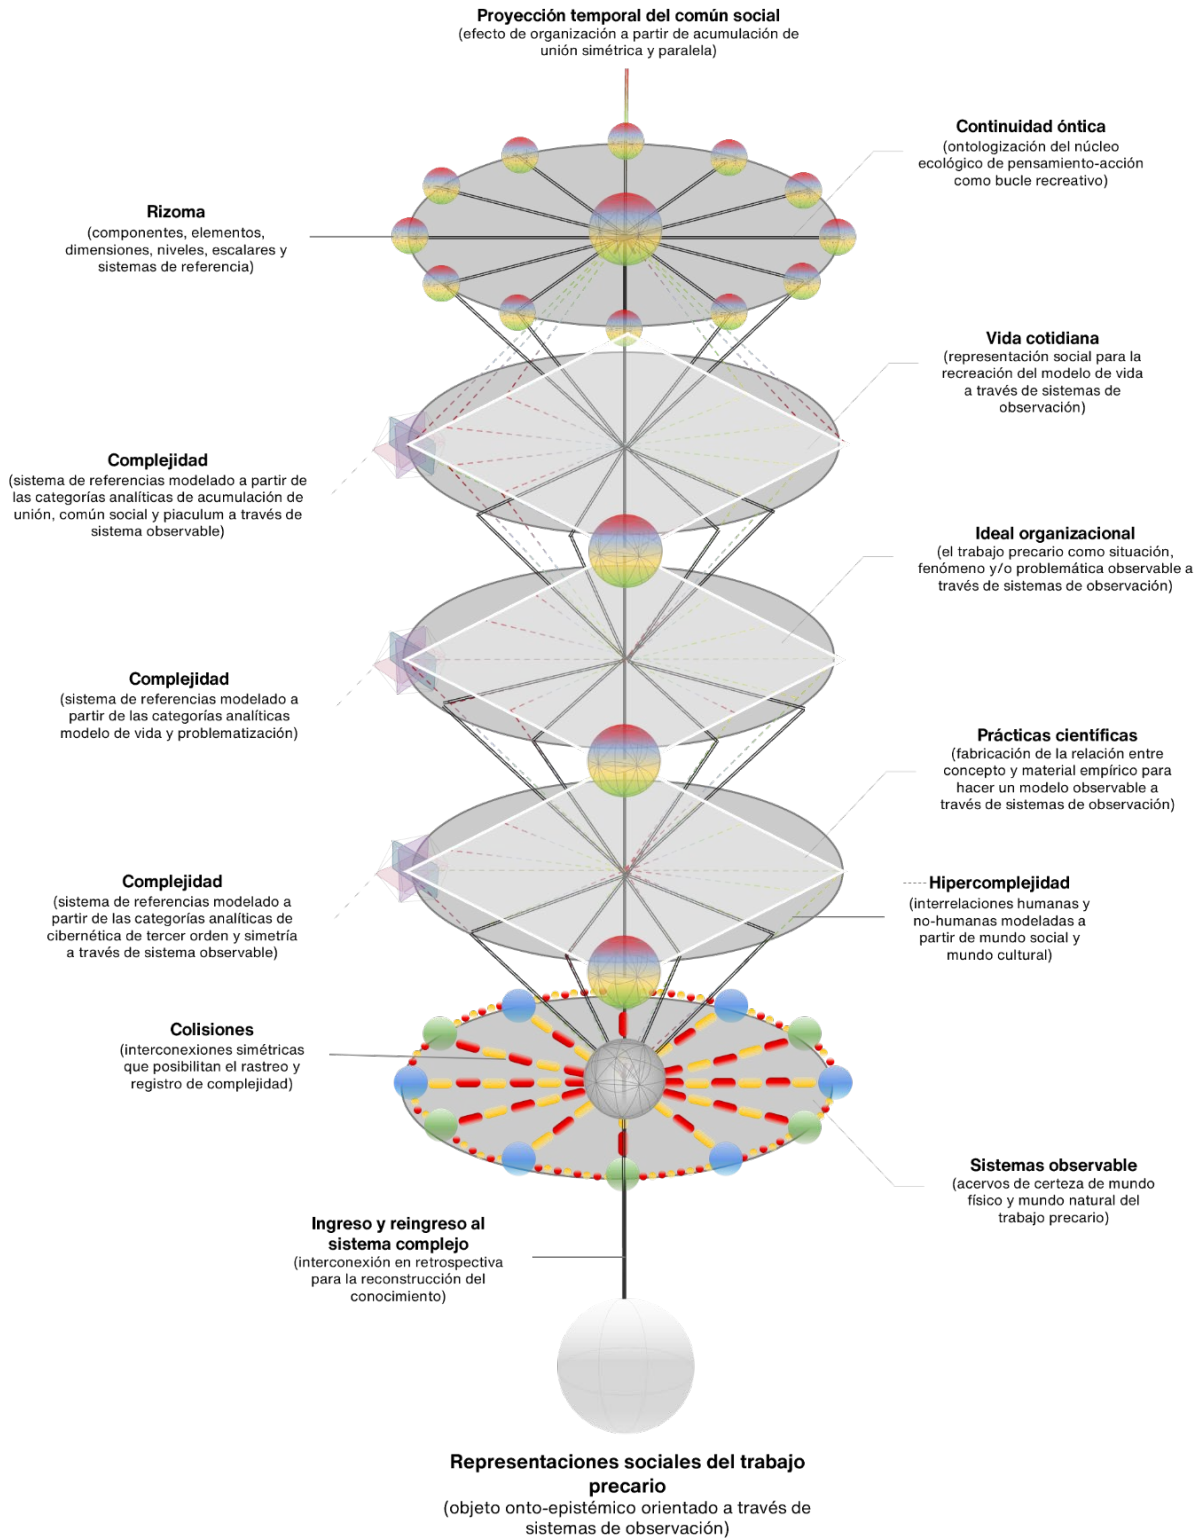 Proyección temporal del común social
(efecto de organización a partir de acumulación de
unión simétrica y paralela)
Continuidad óntica
(ontologización del núcleo
ecológico de pensamiento-acción
como bucle recreativo)
Rizoma
(componentes, elementos,
dimensiones, niveles, escalares y
sistemas de referencia)
Vida cotidiana
(representación social para la
recreación del modelo de vida
a través de sistemas de
observación)
Complejidad
(sistema de referencias modelado a partir de
las categorías analíticas de acumulación de
unión, común social y piaculum a través de
sistema observable)
Ideal organizacional
(el trabajo precario como situación,
fenómeno y/o problemática observable a
través de sistemas de observación)
Complejidad
(sistema de referencias modelado a
partir de las categorías analíticas
modelo de vida y problematización)
Prácticas científicas
(fabricación de la relación entre
concepto y material empírico para
hacer un modelo observable a
través de sistemas de observación)
Complejidad
(sistema de referencias modelado a
partir de las categorías analíticas de
cibernética de tercer orden y simetría
a través de sistema observable)
Hipercomplejidad
(interrelaciones humanas y
no-humanas modeladas a
partir de mundo social y
mundo cultural)
Colisiones
(interconexiones simétricas
que posibilitan el rastreo y
registro de complejidad)
Sistemas observable
(acervos de certeza de mundo
físico y mundo natural del
trabajo precario)
Ingreso y reingreso al
sistema complejo
(interconexión en retrospectiva
para la reconstrucción del
conocimiento)
Representaciones sociales del trabajo
precario
(objeto onto-epistémico orientado a través de
sistemas de observación)